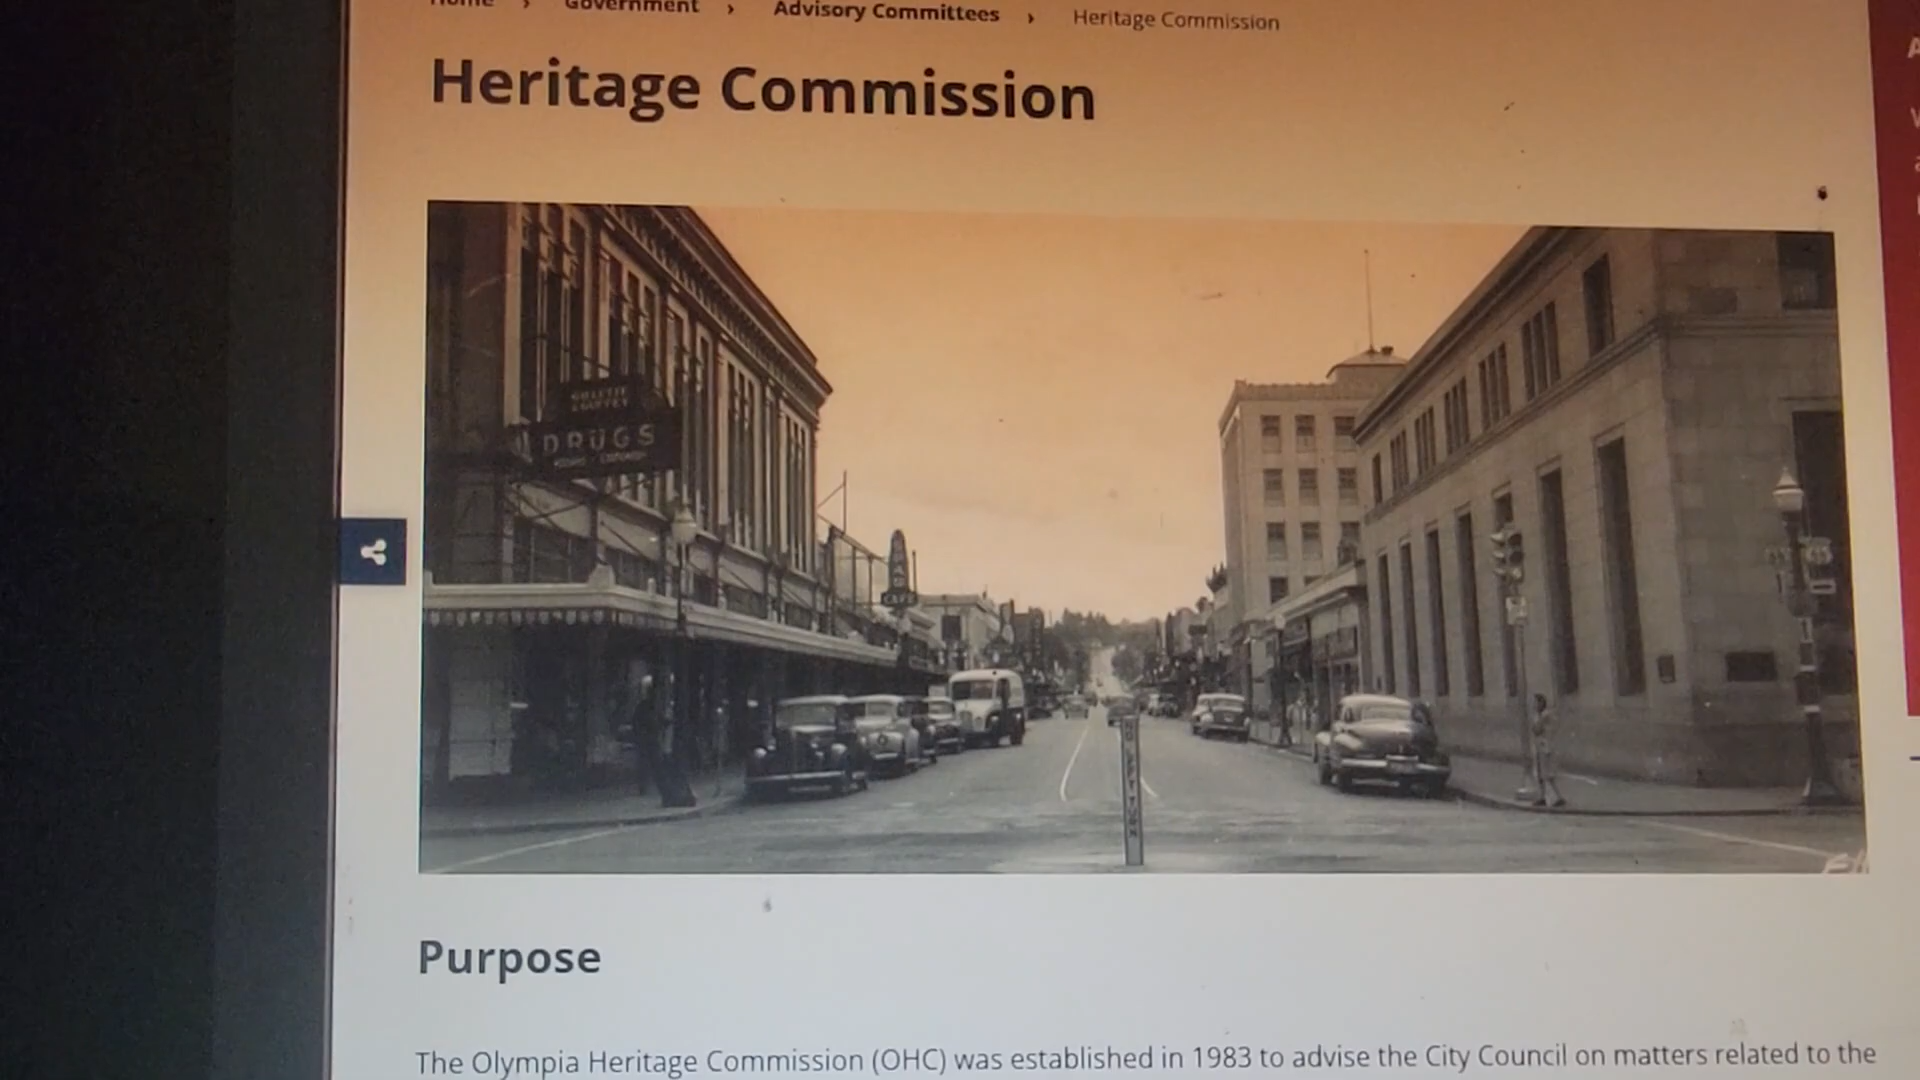 Home › Government › Advisory Committees › Heritage Commission
Heritage Commission
DRUGS
Purpose
The Olympia Heritage Commission (OHC) was established in 1983 to advise the City Council on matters related to the